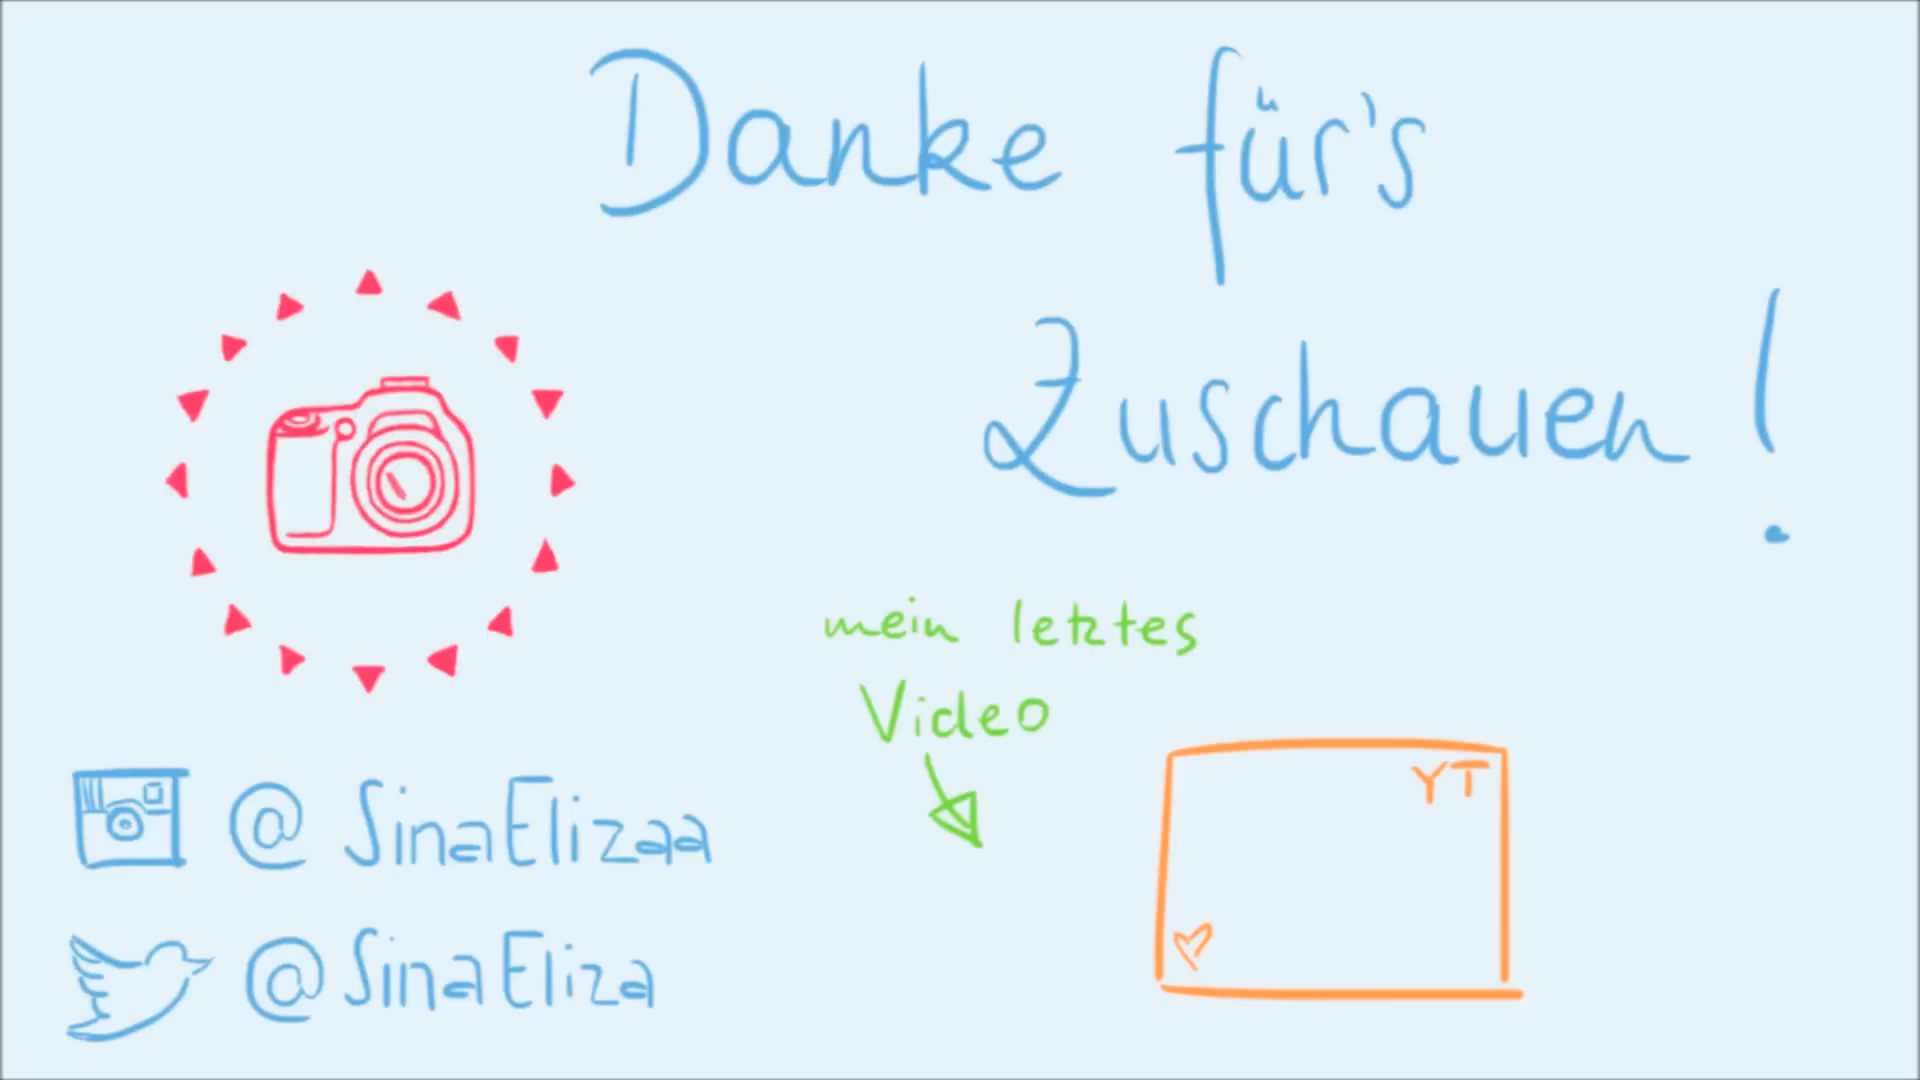 Danke für's
Zuschauen!
mein letztes
Video
YT
@SinaElizaa
@SinaEliza